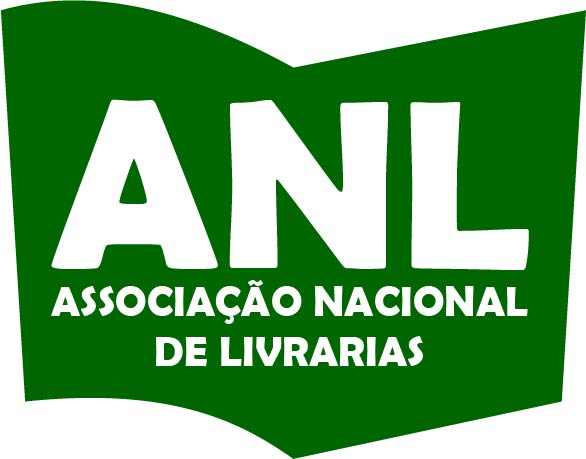 ANL
ASSOCIAÇÃO NACIONAL
DE LIVRARIAS